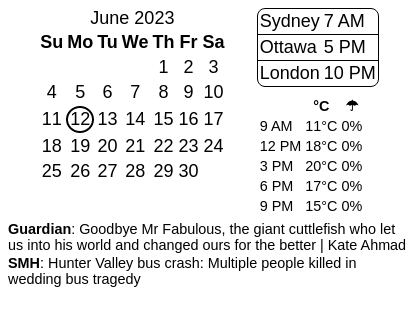 June 2023
Su Mo Tu We Th Fr Sa
1 2 3
4 5 6 7 8 9 10
11 12 13 14 15 16 17
18 19 20 21 22 23 24
25 26 27 28 29 30
Sydney 7 AM
Ottawa 5 PM
London 10 PM
°C ☂
9 AM 11°C 0%
12 PM 18°C 0%
3 PM 20°C 0%
6 PM 17°C 0%
9 PM 15°C 0%
Guardian: Goodbye Mr Fabulous, the giant cuttlefish who let
us into his world and changed ours for the better | Kate Ahmad
SMH: Hunter Valley bus crash: Multiple people killed in
wedding bus tragedy